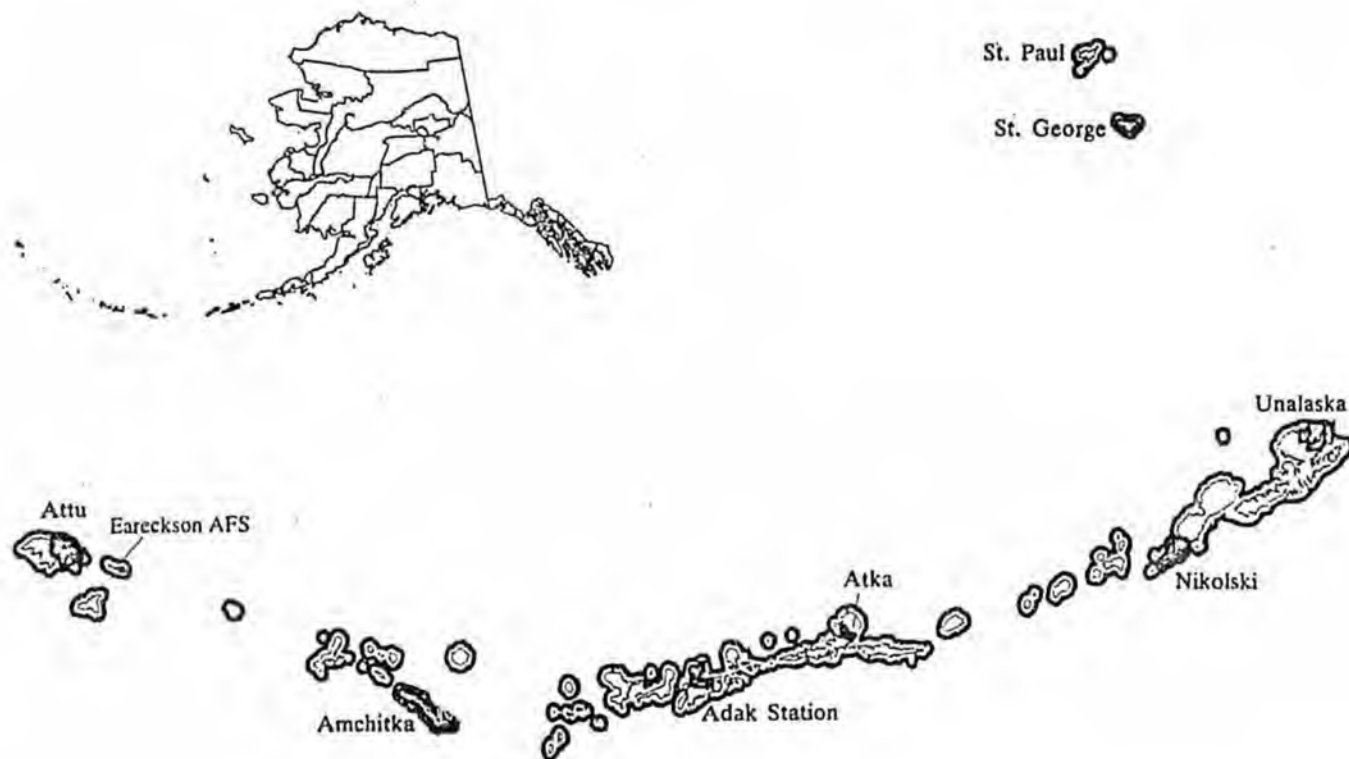 St. Paul
St. George
Unalaska
Attu
Eareckson AFS
Atka
Nikolski
Amchitka
Adak Station